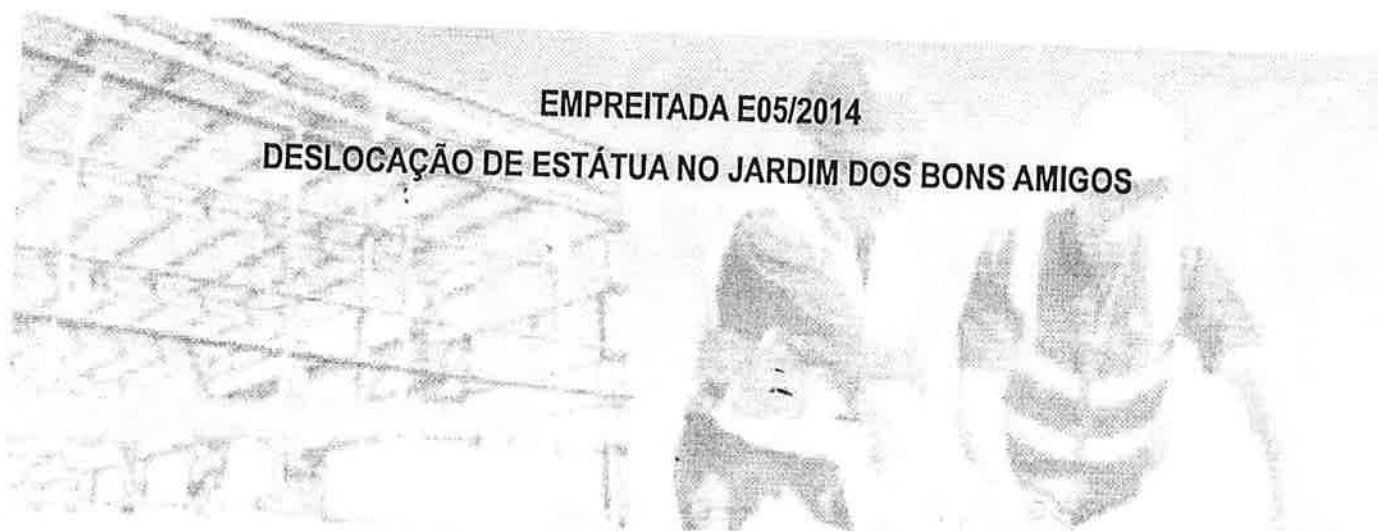 EMPREITADA E05/2014
DESLOCAÇÃO DE ESTÁTUA NO JARDIM DOS BONS AMIGOS